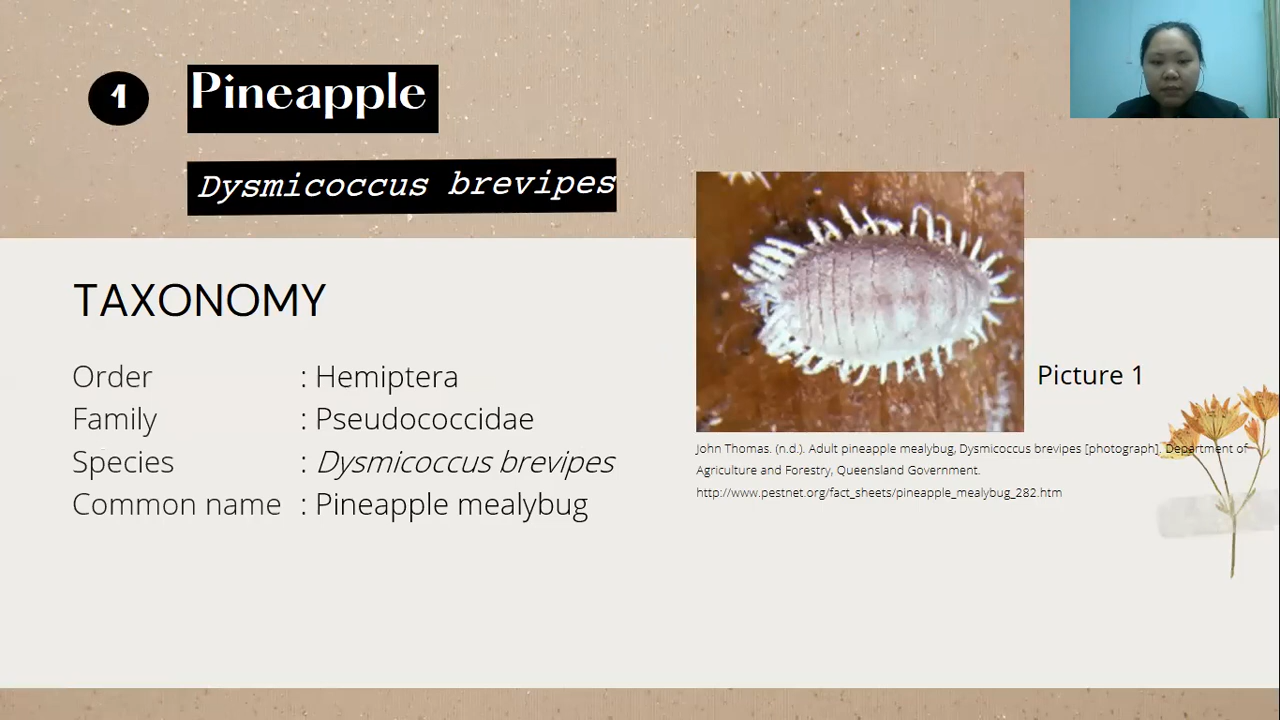 1 Pineapple
Dysmicoccus brevipes
TAXONOMY
Order : Hemiptera
Family : Pseudococcidae
Species : Dysmicoccus brevipes
Common name : Pineapple mealybug
Picture 1
John Thomas. (n.d.). Adult pineapple mealybug, Dysmicoccus brevipes [photograph]. Department of
Agriculture and Forestry, Queensland Government.
http://www.pestnet.org/fact_sheets/pineapple_mealybug_282.htm